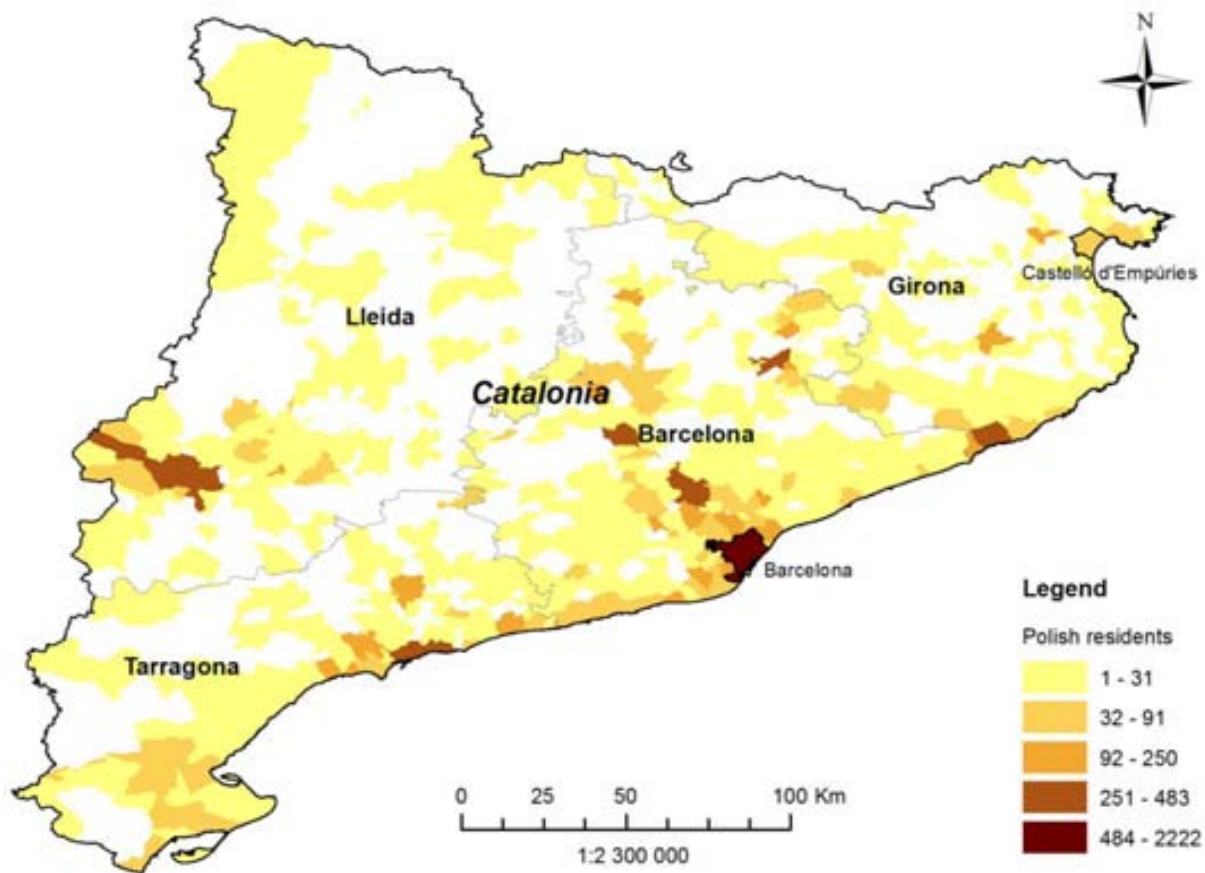 N
Castelló d'Empúries
Girona
Lleida
Catalonia
Barcelona
Barcelona
Tarragona
Legend
Polish residents
1 - 31
32 - 91
92 - 250
251 - 483
484 - 2222
0 25 50 100 Km
1:2 300 000